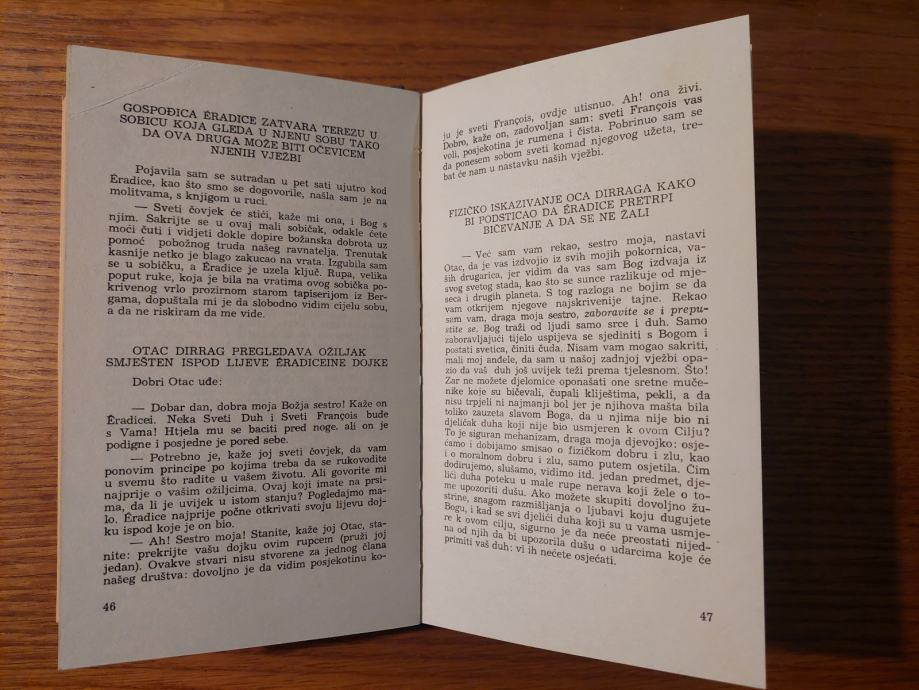 GOSPOĐICA ÉRADICE ZATVARA TEREZU U
SOBICU KOJA GLEDA U NJENU SOBU TAKO
DA OVA DRUGA MOŽE BITI OČEVICEM
NJENIH VJEŽBI
Pojavila sam se sutradan u pet sati ujutro kod
Éradice, kao što smo se dogovorile, našla sam je na
molitvama, s knjigom u ruci.
— Sveti čovjek će stići, kaže mi ona, i Bog s
njim. Sakrijte se u ovaj mali sobičak, odakle ćete
moći čuti i vidjeti dokle dopire božanska dobrota uz
pomoć pobožnog truda našeg ravnatelja. Trenutak
kasnije netko je blago zakucao na vrata. Izgubila sam
se u sobičku, a Éradice je uzela ključ. Rupa, velika
poput ruke, koja je bila na vratima ovog sobička po-
krivenog vrlo prozirnom starom tapiserijom iz Ber-
gama, dopuštala mi je da slobodno vidim cijelu sobu,
a da ne riskiram da me vide.
OTAC DIRRAG PREGLEDAVA OŽILJAK
SMJEŠTEN ISPOD LIJEVE ÉRADICEINE DOJKE
Dobri Otac uđe:
— Dobar dan, dobra moja Božja sestro! Kaže on
Éradicei. Neka Sveti Duh i Sveti François bude
s Vama! Htjela mu se baciti pred noge. ali on je
podigne i posjedne je pored sebe.
— Potrebno je, kaže joj sveti čovjek, da vam
ponovim principe po kojima treba da se rukovodite
u svemu što radite u vašem životu. Ali govorite mi
najprije o vašim ožiljcima. Ovaj koji imate na prsi-
ma, da li je uvijek u istom stanju? Pogledajmo ma-
lo. Éradice najprije počne otkrivati svoju lijevu doj-
ku ispod koje je on bio.
— Ah! Sestro moja! Stanite, kaže joj Otac, sta-
nite: prekrijte vašu dojku ovim rupcem (pruži joj
jedan). Ovakve stvari nisu stvorene za jednog člana
našeg društva: dovoljno je da vidim posjekotinu ko-
46
ju je sveti François, ovdje utisnuo. Ah! ona živi.
Dobro, kaže on, zadovoljan sam: sveti François vas
voli, posjekotina je rumena i čista. Pobrinuo sam se
da ponesem sobom sveti komad njegovog užeta, tre-
bat će nam u nastavku naših vježbi.
FIZIČKO ISKAZIVANJE OCA DIRRAGA KAKO
BI PODSTICAO DA ÉRADICE PRETRPI
BIČEVANJE A DA SE NE ŽALI
— Već sam vam rekao, sestro moja, nastavi
Otac, da je vas izdvojio iz svih mojih pokornica, va-
ših drugarica, jer vidim da vas sam Bog izdvaja iz
svog svetog stada, kao što se sunce razlikuje od mje-
seca i drugih planeta. S tog razloga ne bojim se da
vam otkrijem njegove najskrivenije tajne. Rekao
sam vam, draga moja sestro, zaboravite se i prepu-
stite se. Bog traži od ljudi samo srce i duh. Samo
zaboravljajući tijelo uspijeva se sjediniti s Bogom i
postati svetica, činiti čuda. Nisam vam mogao sakriti,
mali moj anđele, da sam u našoj zadnjoj vježbi opa-
zio da vaš duh još uvijek teži prema tjelesnom. Što!
Zar ne možete djelomice oponašati one sretne muče-
nike koje su bičevali, čupali kliještima, pekli, a da
nisu trpjeli ni najmanji bol jer je njihova mašta bila
toliko zauzeta slavom Boga, da u njima nije bio ni
djelićak duha koji nije bio usmjeren k ovom Cilju?
To je siguran mehanizam, draga moja djevojko: osje-
ćamo i dobijamo smisao o fizičkom dobru i zlu, kao
i o moralnom dobru i zlu, samo putem osjetila. Čim
dodirujemo, slušamo, vidimo itd. jedan predmet, dje-
lići duha poteku u male rupe nerava koji žele o to-
me upozoriti dušu. Ako možete skupiti dovoljno žu-
strine, snagom razmišljanja o ljubavi koju dugujete
Bogu, i kad se svi djelići duha koji su u vama usmje-
re k ovom cilju, sigurno je da neće preostati nijed-
na od njih da bi upozorila dušu o udarcima koje će
primiti vaš duh: vi ih nećete osjećati.
47